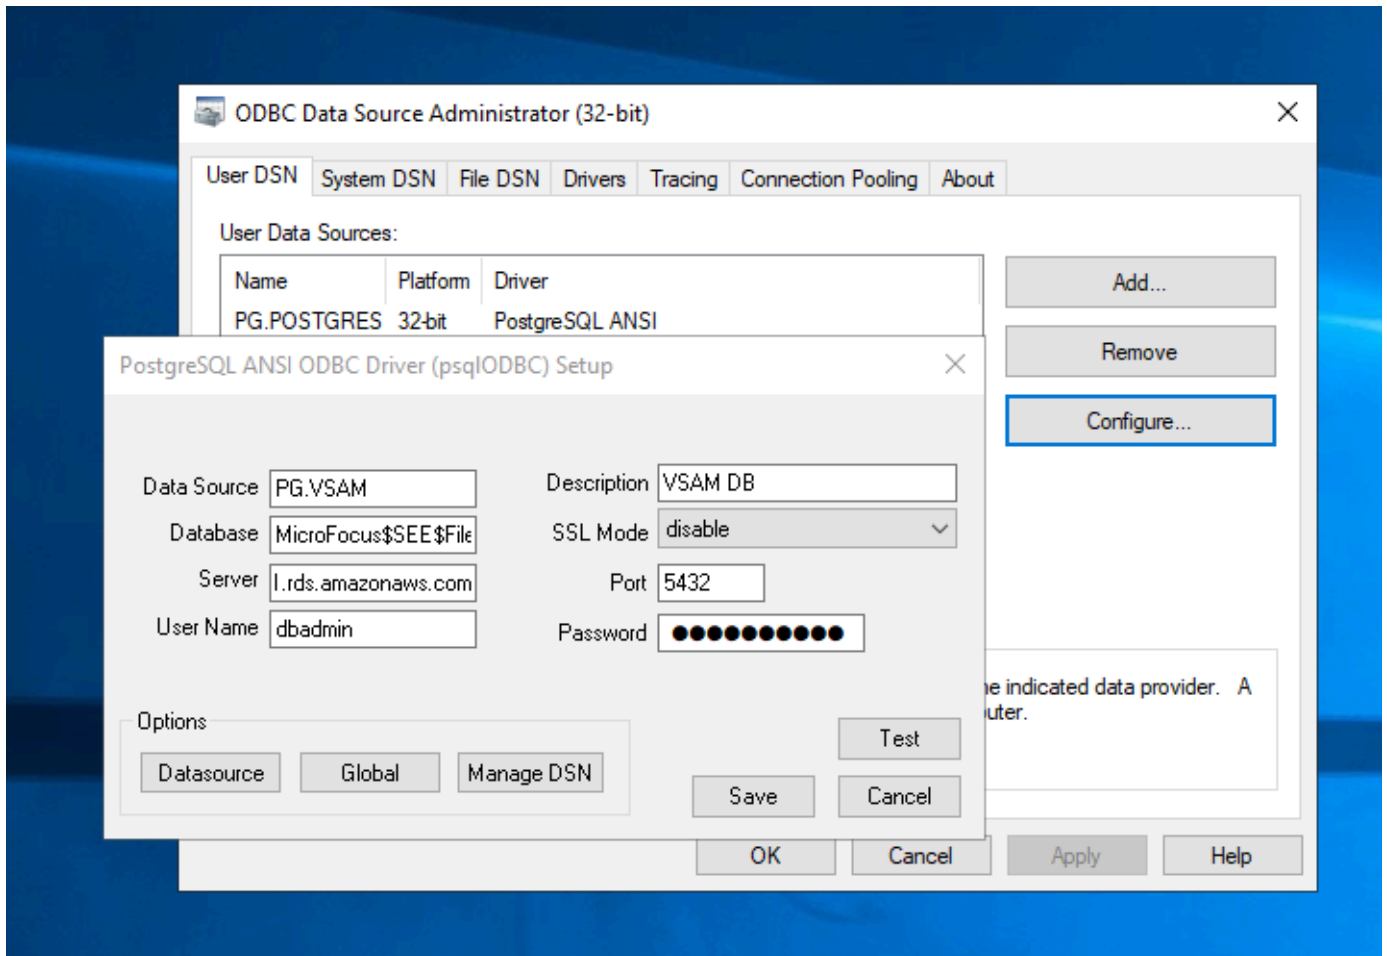 ODBC Data Source Administrator (32-bit)
User DSN System DSN File DSN Drivers Tracing Connection Pooling About
User Data Sources:
Name Platform Driver
PG.POSTGRES 32-bit PostgreSQL ANSI
Add...
Remove
Configure...
PostgreSQL ANSI ODBC Driver (psqlODBC) Setup
Data Source PG.VSAM
Description VSAM DB
Database MicroFocus$SEE$File
SSL Mode disable
Server l.rds.amazonaws.com
Port 5432
User Name dbadmin
Password ●●●●●●●●●●
indicated data provider. A
Options
Datasource Global Manage DSN
Test
Save Cancel
OK Cancel Apply Help